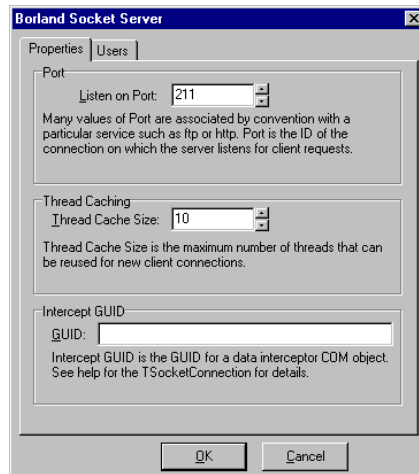 Borland Socket Server
Properties
Users
Port
Listen on Port: 211
Many values of Port are associated by convention with a
particular service such as ftp or http. Port is the ID of the
connection on which the server listens for client requests.
Thread Caching
Thread Cache Size: 10
Thread Cache Size is the maximum number of threads that can
be reused for new client connections.
Intercept GUID
GUID:
Intercept GUID is the GUID for a data interceptor COM object.
See help for the TSocketConnection for details.
OK
Cancel